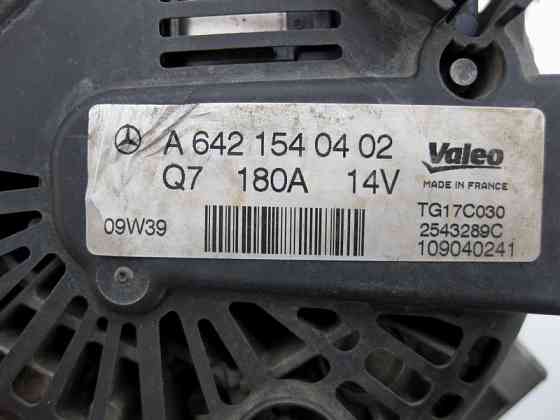 A 642 154 04 02
Q7 180A 14V
Valeo
MADE IN FRANCE
09W39
TG17C030
2543289C
109040241